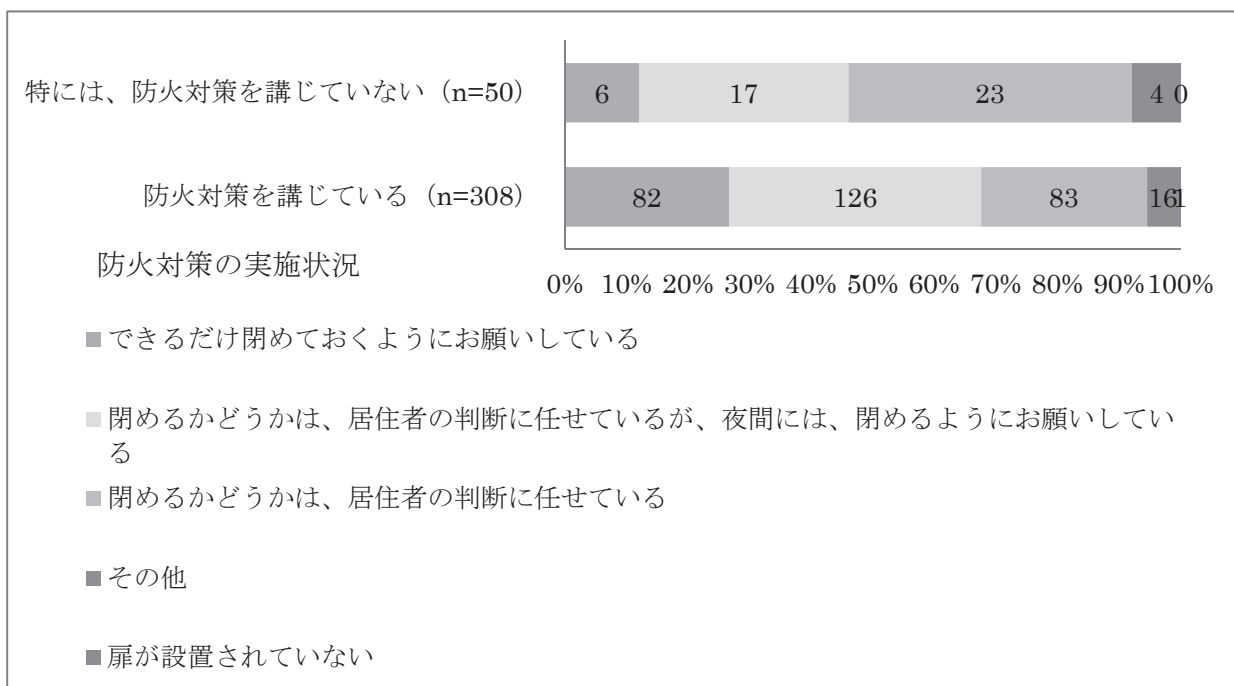 特には、防火対策を講じていない（n=50）
6 17 23 4 0
防火対策を講じている（n=308）
82 126 83 16 1
防火対策の実施状況
0% 10% 20% 30% 40% 50% 60% 70% 80% 90% 100%
■できるだけ閉めておくようにお願いしている
■閉めるかどうかは、居住者の判断に任せているが、夜間には、閉めるようにお願いしてい
る
■閉めるかどうかは、居住者の判断に任せている
■その他
■扉が設置されていない